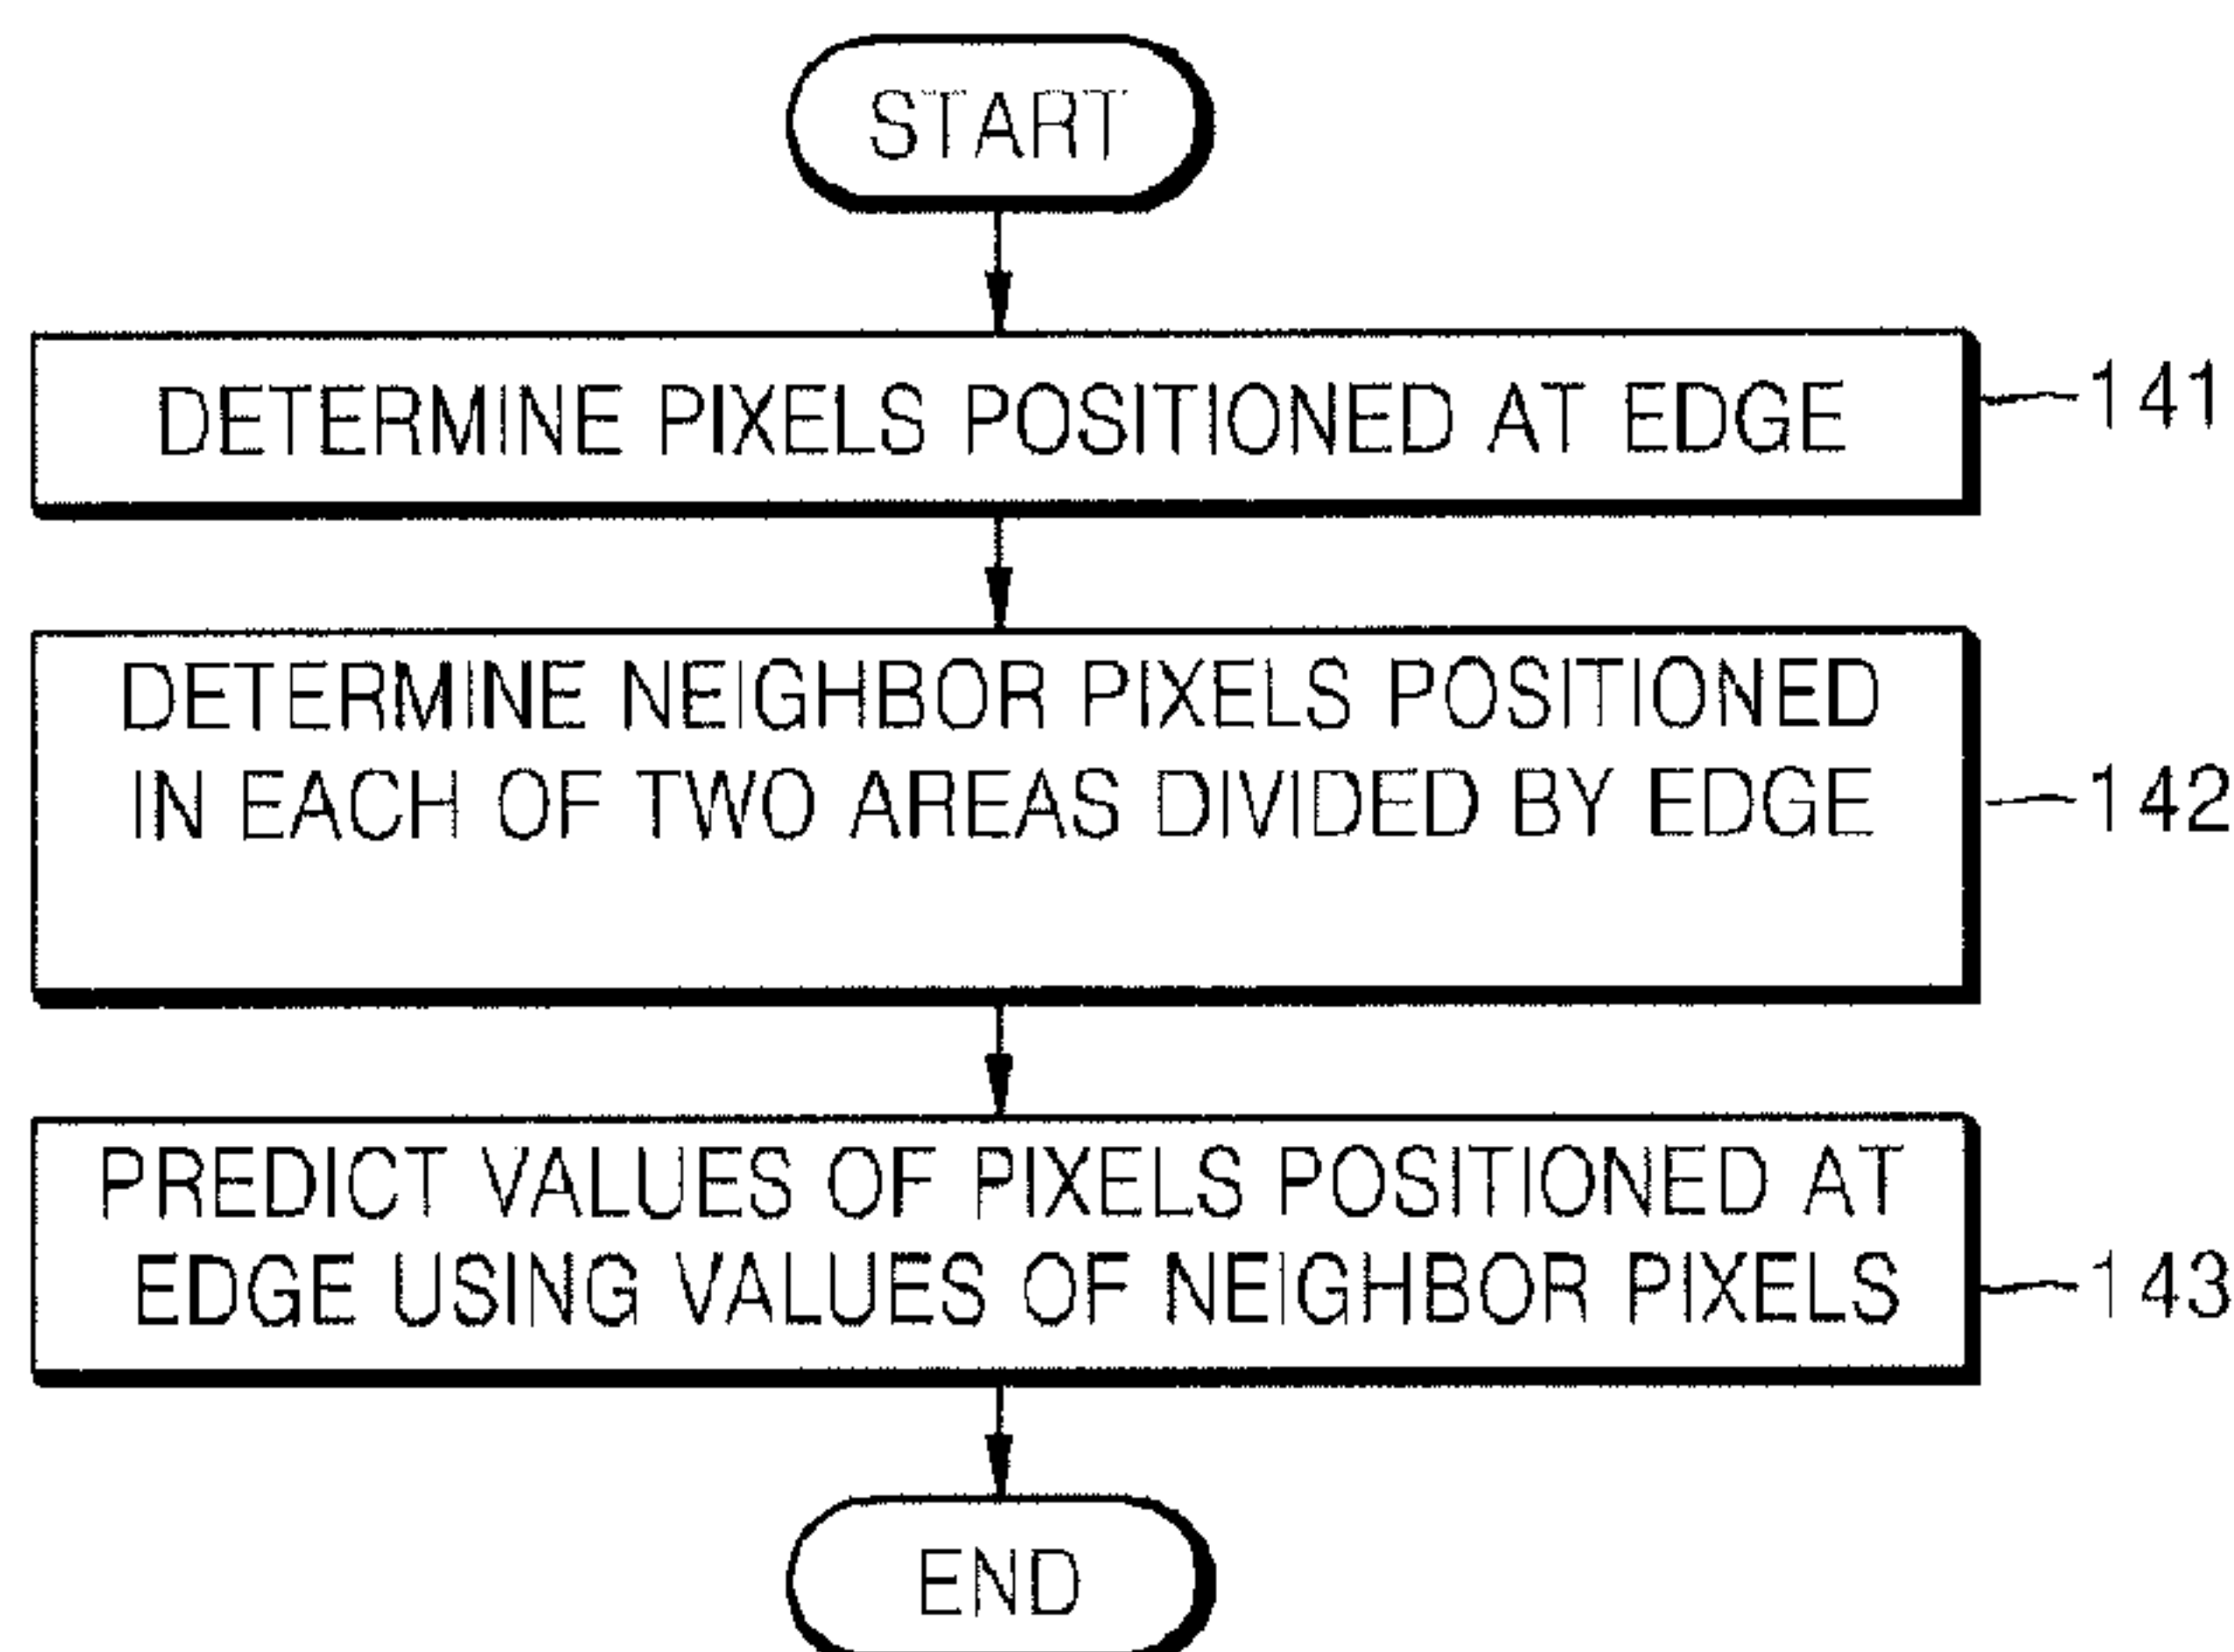 START
DETERMINE PIXELS POSITIONED AT EDGE
141
DETERMINE NEIGHBOR PIXELS POSITIONED
IN EACH OF TWO AREAS DIVIDED BY EDGE
142
PREDICT VALUES OF PIXELS POSITIONED AT
EDGE USING VALUES OF NEIGHBOR PIXELS
143
END